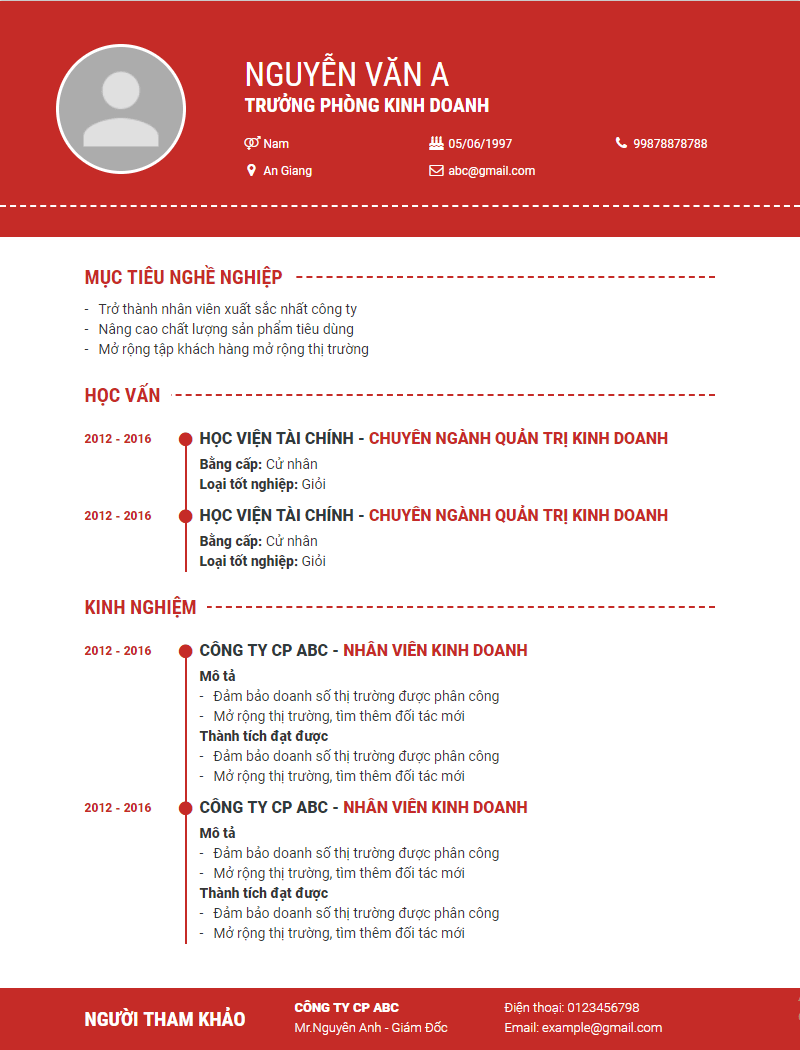 NGUYỄN VĂN A
TRƯỞNG PHÒNG KINH DOANH
Nam 05/06/1997 99878878788
An Giang abc@gmail.com
MỤC TIÊU NGHỀ NGHIỆP
- Trở thành nhân viên xuất sắc nhất công ty
- Nâng cao chất lượng sản phẩm tiêu dùng
- Mở rộng tập khách hàng mở rộng thị trường
HỌC VẤN
2012 - 2016 HỌC VIỆN TÀI CHÍNH - CHUYÊN NGÀNH QUẢN TRỊ KINH DOANH
Bằng cấp: Cử nhân
Loại tốt nghiệp: Giỏi
2012 - 2016 HỌC VIỆN TÀI CHÍNH - CHUYÊN NGÀNH QUẢN TRỊ KINH DOANH
Bằng cấp: Cử nhân
Loại tốt nghiệp: Giỏi
KINH NGHIỆM
2012 - 2016 CÔNG TY CP ABC - NHÂN VIÊN KINH DOANH
Mô tả
- Đảm bảo doanh số thị trường được phân công
- Mở rộng thị trường, tìm thêm đối tác mới
Thành tích đạt được
- Đảm bảo doanh số thị trường được phân công
- Mở rộng thị trường, tìm thêm đối tác mới
2012 - 2016 CÔNG TY CP ABC - NHÂN VIÊN KINH DOANH
Mô tả
- Đảm bảo doanh số thị trường được phân công
- Mở rộng thị trường, tìm thêm đối tác mới
Thành tích đạt được
- Đảm bảo doanh số thị trường được phân công
- Mở rộng thị trường, tìm thêm đối tác mới
NGƯỜI THAM KHẢO
CÔNG TY CP ABC
Mr.Nguyên Anh - Giám Đốc
Điện thoại: 0123456798
Email: example@gmail.com